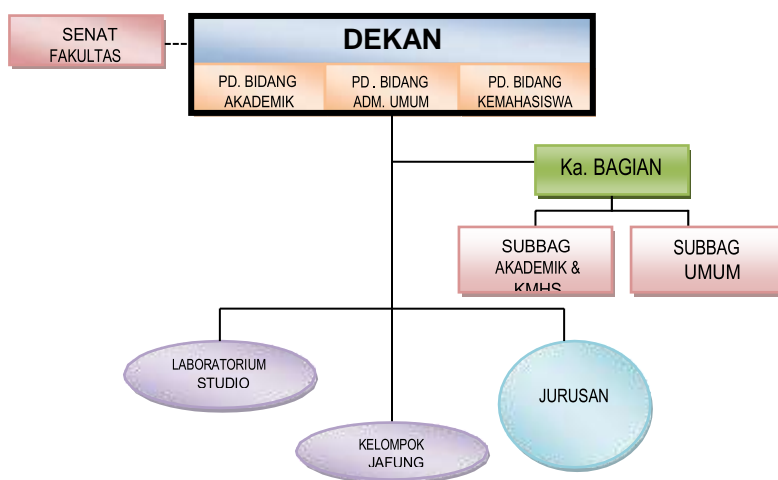 SENAT
FAKULTAS
DEKAN
PD. BIDANG
AKADEMIK
PD. BIDANG
ADM. UMUM
PD. BIDANG
KEMAHASISWA
Ka. BAGIAN
SUBBAG
AKADEMIK &
KMHS
SUBBAG
UMUM
LABORATORIUM
STUDIO
JURUSAN
KELOMPOK
JAFUNG